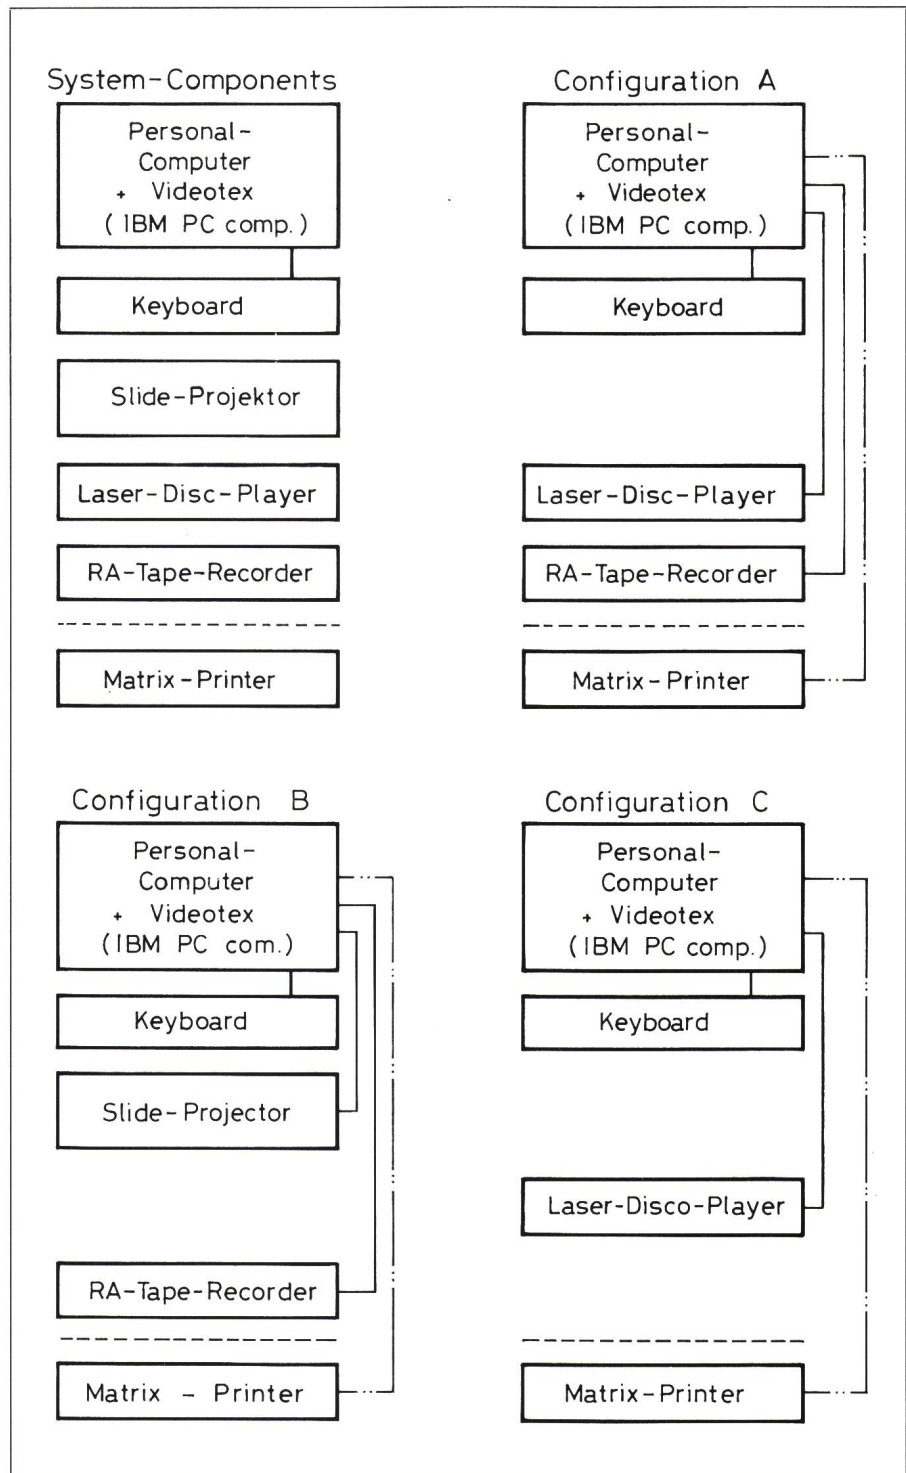 System-Components
Personal-
Computer
+ Videotex
(IBM PC comp.)
Keyboard
Slide-Projektor
Laser-Disc-Player
RA-Tape-Recorder
Matrix-Printer
Configuration A
Personal-
Computer
+ Videotex
(IBM PC comp.)
Keyboard
Laser-Disc-Player
RA-Tape-Recorder
Matrix-Printer
Configuration B
Personal-
Computer
+ Videotex
(IBM PC com.)
Keyboard
Slide-Projector
RA-Tape-Recorder
Matrix - Printer
Configuration C
Personal-
Computer
+ Videotex
(IBM PC comp.)
Keyboard
Laser-Disco-Player
Matrix-Printer